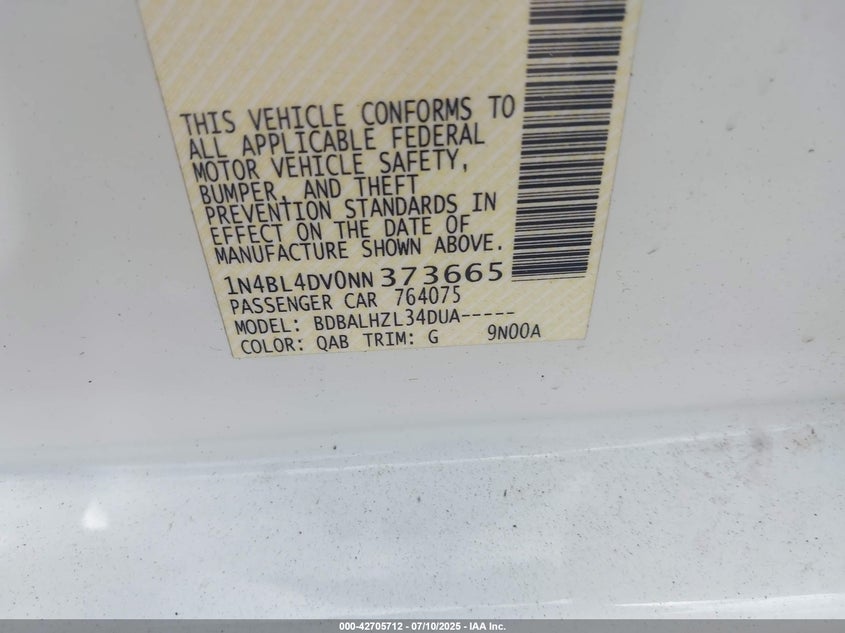 THIS VEHICLE CONFORMS TO
ALL APPLICABLE FEDERAL
MOTOR VEHICLE SAFETY,
BUMPER, AND THEFT
PREVENTION STANDARDS IN
EFFECT ON THE DATE OF
MANUFACTURE SHOWN ABOVE.
1N4BL4DV0NN373665
PASSENGER CAR 764075
MODEL: BDBALHZL34DUA-----
COLOR: QAB TRIM: G 9N00A
000-42705712 - 07/10/2025 - IAA Inc.